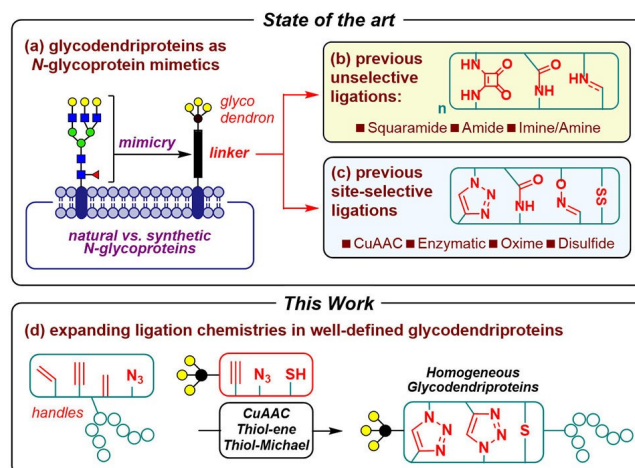 State of the art
(a) glycodendriproteins as
N-glycoprotein mimetics
mimicry
glyco
dendron
linker
natural vs. synthetic
N-glycoproteins
(b) previous
unselective
ligations:
n
HN
O
HN
O
O
NH
HN
■ Squaramide ■ Amide ■ Imine/Amine
(c) previous
site-selective
ligations
N
N
N
O
NH
O
N
SS
■ CuAAC ■ Enzymatic ■ Oxime ■ Disulfide
This Work
(d) expanding ligation chemistries in well-defined glycodendriproteins
N3
handles
N3
SH
CuAAC
Thiol-ene
Thiol-Michael
Homogeneous
Glycodendriproteins
N
N
N
N
N
N
S